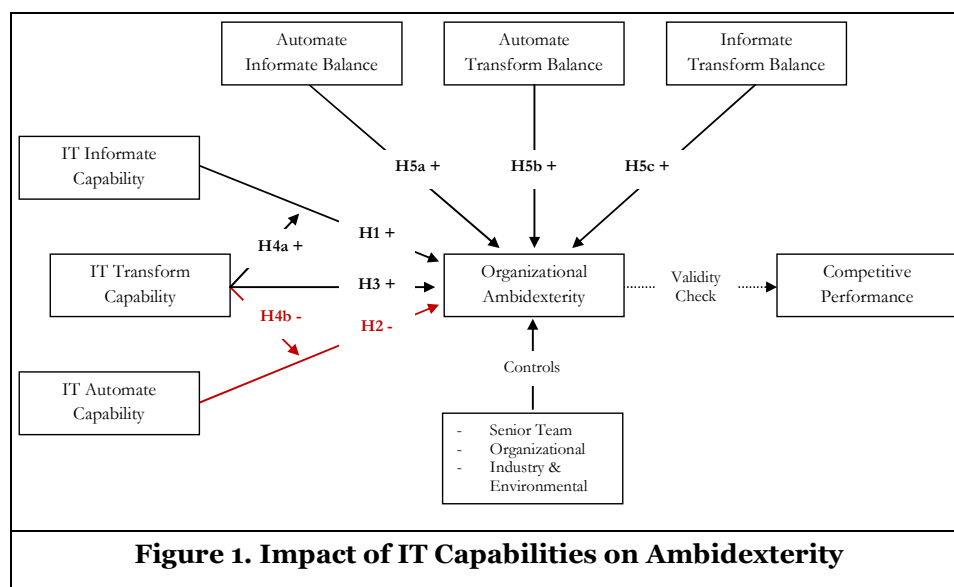 Automate
Informate Balance
Automate
Transform Balance
Informate
Transform Balance
IT Informate
Capability
H5a +
H5b +
H5c +
H1 +
H4a +
IT Transform
Capability
H3 +
Organizational
Ambidexterity
Validity
Check
Competitive
Performance
H4b -
H2 -
IT Automate
Capability
Controls
- Senior Team
- Organizational
- Industry &
Environmental
Figure 1. Impact of IT Capabilities on Ambidexterity